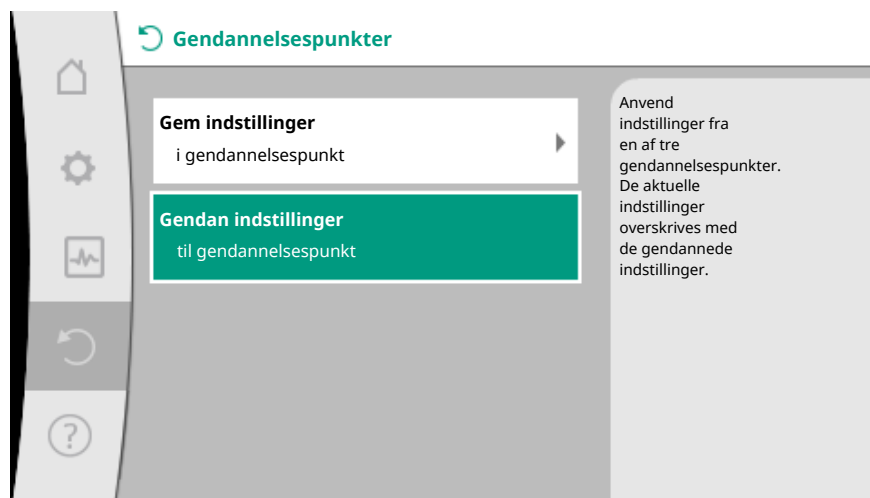 Gendannelsespunkter
Gem indstillinger
i gendannelsespunkt
Gendan indstillinger
til gendannelsespunkt
Anvend
indstillinger fra
en af tre
gendannelsespunkter.
De aktuelle
indstillinger
overskrives med
de gendannede
indstillinger.
?